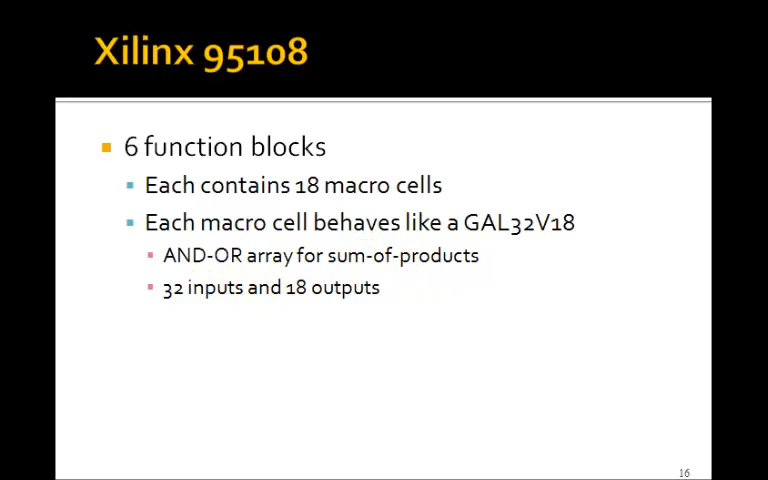 Xilinx 95108
6 function blocks
Each contains 18 macro cells
Each macro cell behaves like a GAL32V18
AND-OR array for sum-of-products
32 inputs and 18 outputs
16